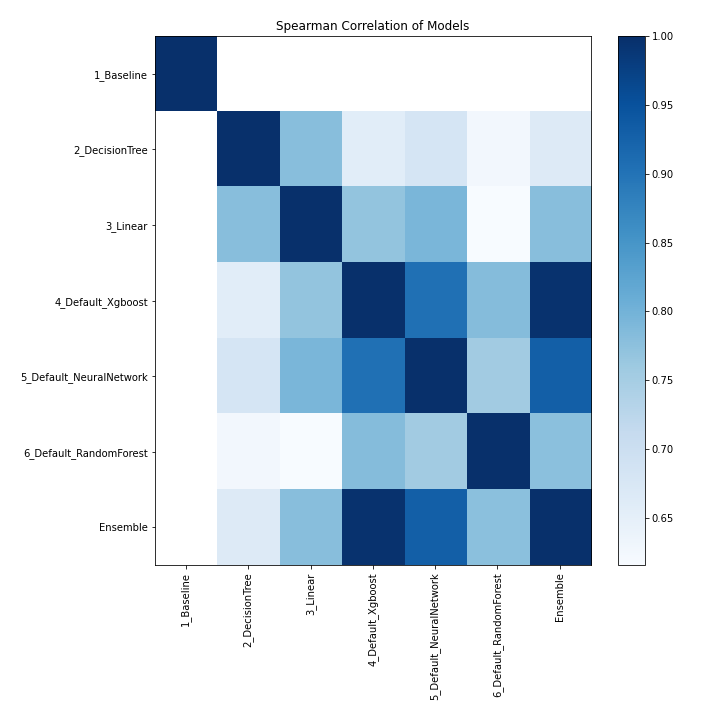 Spearman Correlation of Models
1_Baseline
2_DecisionTree
3_Linear
4_Default_Xgboost
5_Default_NeuralNetwork
6_Default_RandomForest
Ensemble
1_Baseline
2_DecisionTree
3_Linear
4_Default_Xgboost
5_Default_NeuralNetwork
6_Default_RandomForest
Ensemble
1.00
0.95
0.90
0.85
0.80
0.75
0.70
0.65